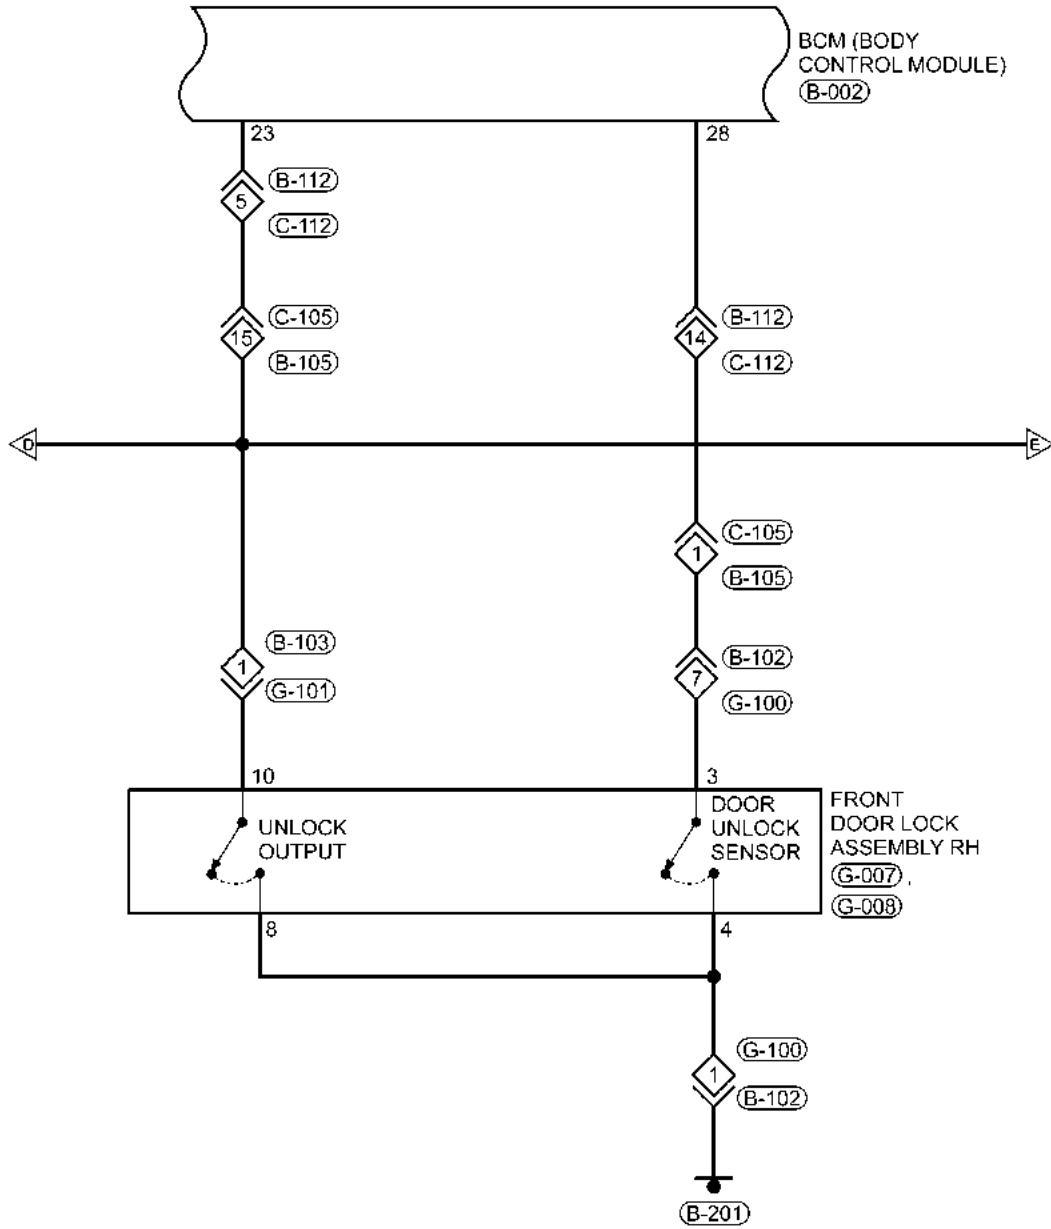 BCM (BODY
CONTROL MODULE)
B-002
23
28
B-112
5
C-112
C-105
15
B-105
B-112
14
C-112
D
E
C-105
1
B-105
B-103
1
G-101
B-102
7
G-100
10
3
UNLOCK
OUTPUT
DOOR
UNLOCK
SENSOR
FRONT
DOOR LOCK
ASSEMBLY RH
G-007 ,
G-008
8
4
G-100
1
B-102
B-201